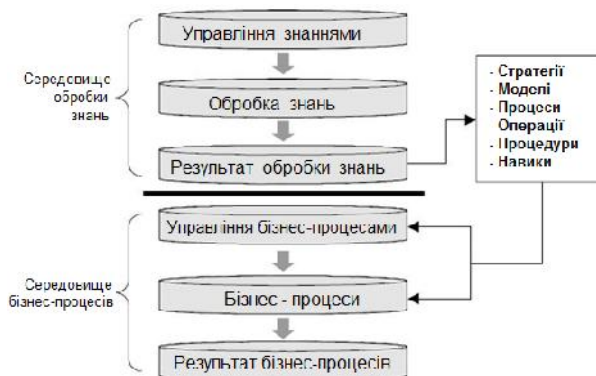 Управління знаннями
Середовище
обробки
знань
Обробка знань
Результат обробки знань
- Стратегії
- Моделі
- Процеси
Операції
- Процедури
- Навики
Управління бізнес-процесами
Середовище
бізнес-процесів
Бізнес - процеси
Результат бізнес-процесів